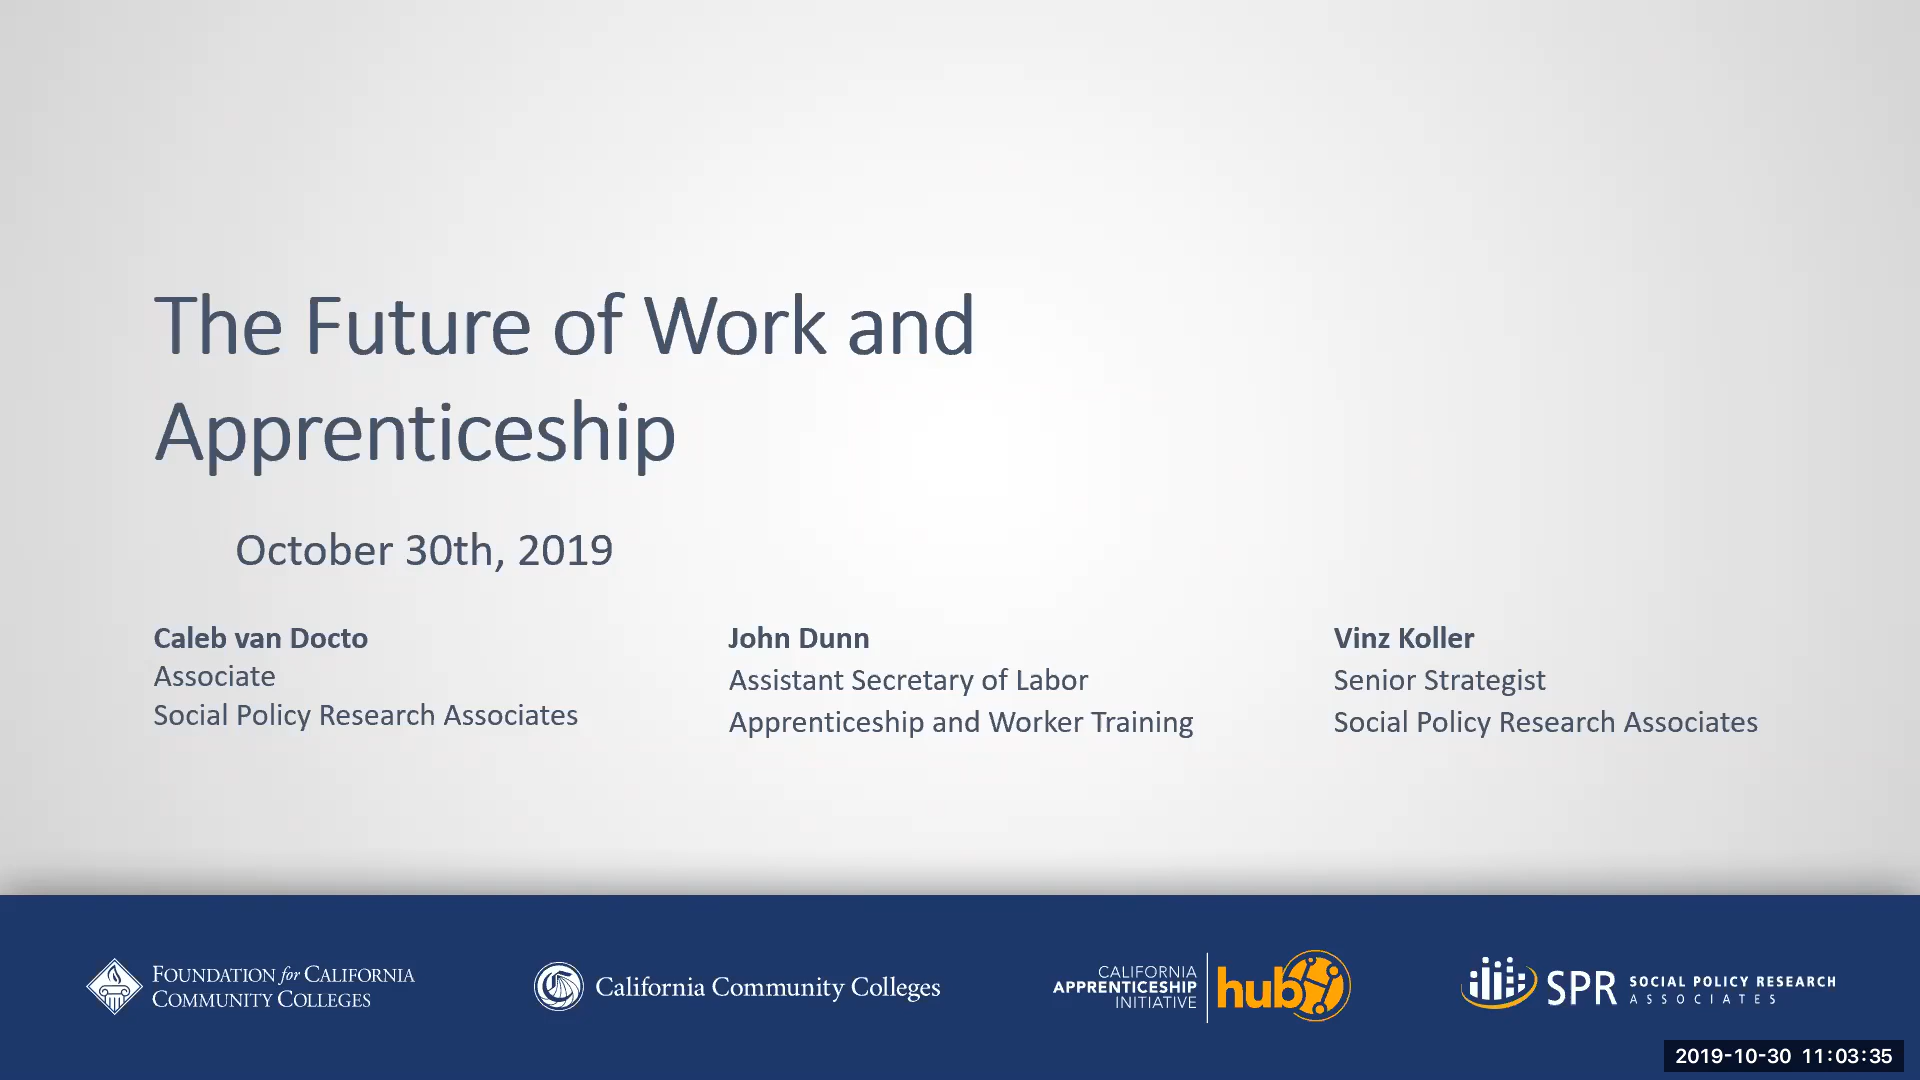 The Future of Work and
Apprenticeship
October 30th, 2019
Caleb van Docto
Associate
Social Policy Research Associates
John Dunn
Assistant Secretary of Labor
Apprenticeship and Worker Training
Vinz Koller
Senior Strategist
Social Policy Research Associates
FOUNDATION for CALIFORNIA
COMMUNITY COLLEGES
California Community Colleges
CALIFORNIA
APPRENTICESHIP
INITIATIVE
hub
SPR
SOCIAL POLICY RESEARCH
ASSOCIATES
2019-10-30 11:03:35